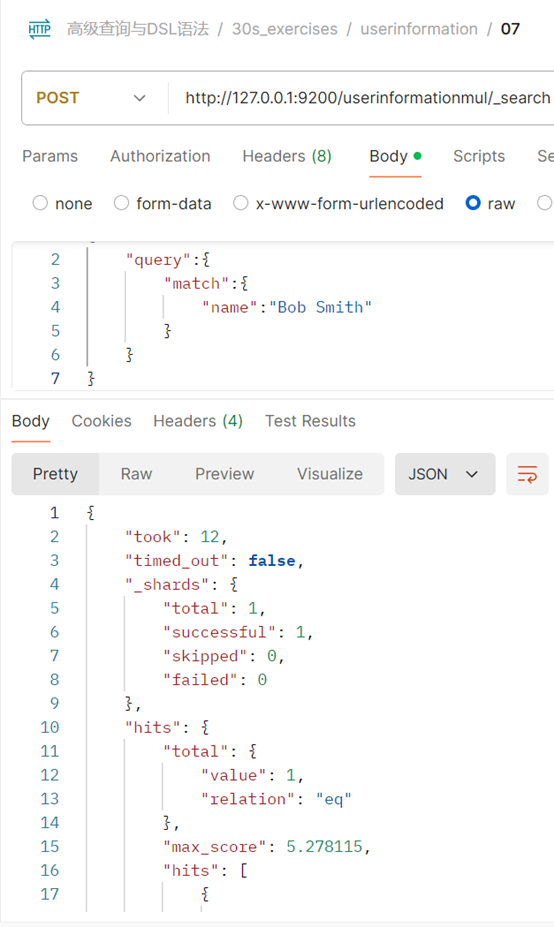 HTTP 高级查询与DSL语法 / 30s_exercises / userinformation / 07
POST http://127.0.0.1:9200/userinformationmul/_search
Params Authorization Headers (8) Body Scripts Se
none form-data x-www-form-urlencoded raw
2 "query":{
3 "match":{
4 "name":"Bob Smith"
5 }
6 }
7 }
Body Cookies Headers (4) Test Results
Pretty Raw Preview Visualize JSON
1 {
2 "took": 12,
3 "timed_out": false,
4 "_shards": {
5 "total": 1,
6 "successful": 1,
7 "skipped": 0,
8 "failed": 0
9 },
10 "hits": {
11 "total": {
12 "value": 1,
13 "relation": "eq"
14 },
15 "max_score": 5.278115,
16 "hits": [
17 {